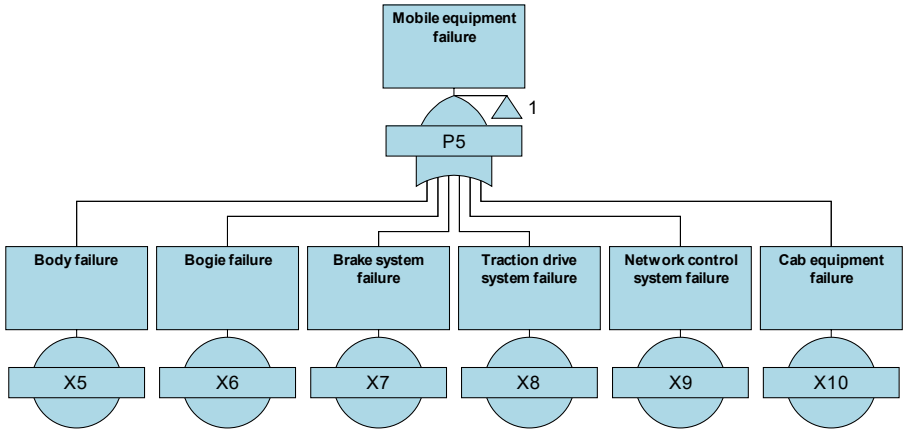 Mobile equipment
failure
1
P5
Body failure
Bogie failure
Brake system
failure
Traction drive
system failure
Network control
system failure
Cab equipment
failure
X5
X6
X7
X8
X9
X10